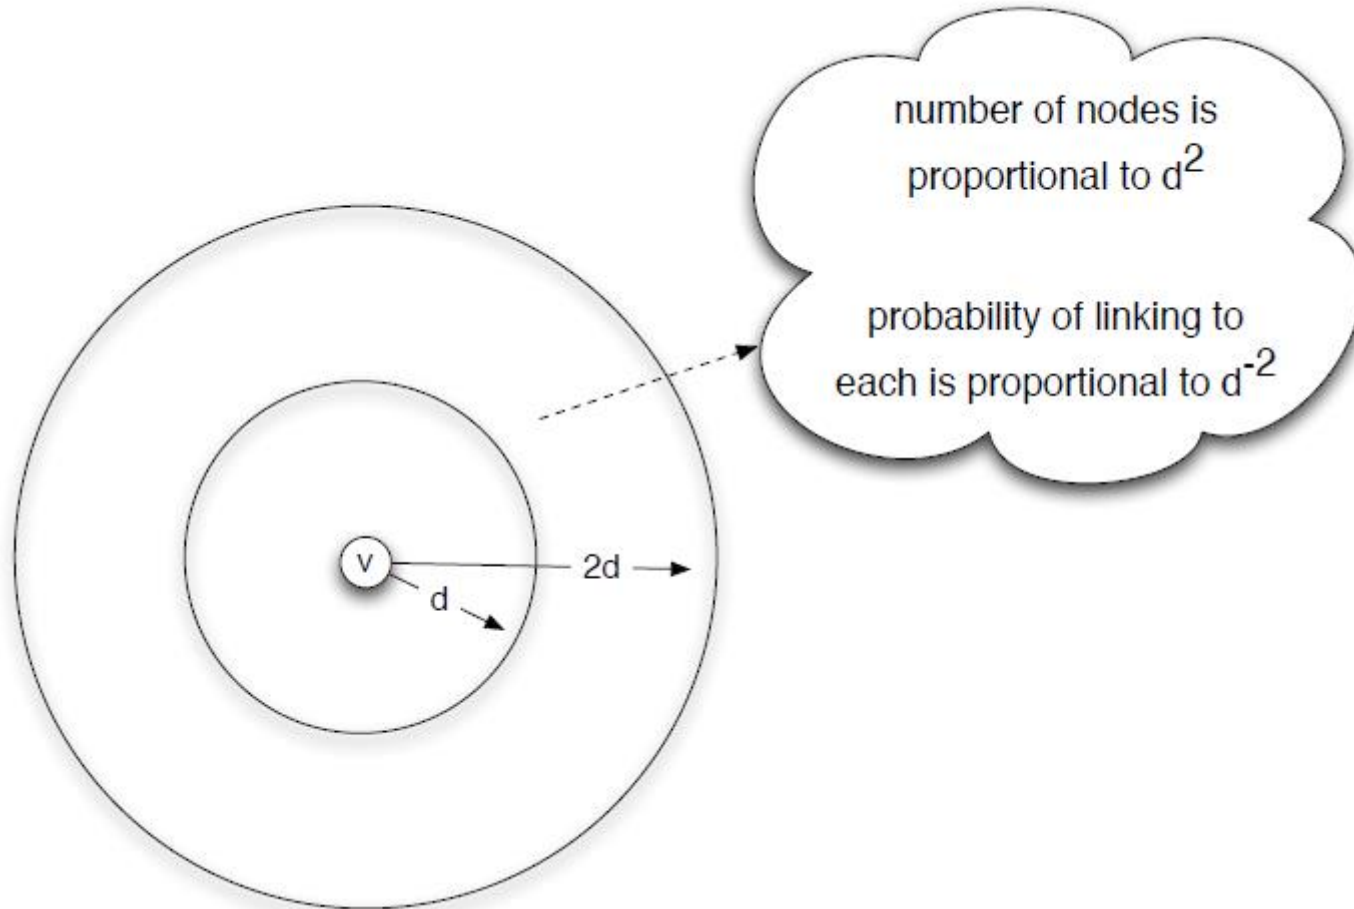 number of nodes is
proportional to d²
probability of linking to
each is proportional to d⁻²
v
2d
d